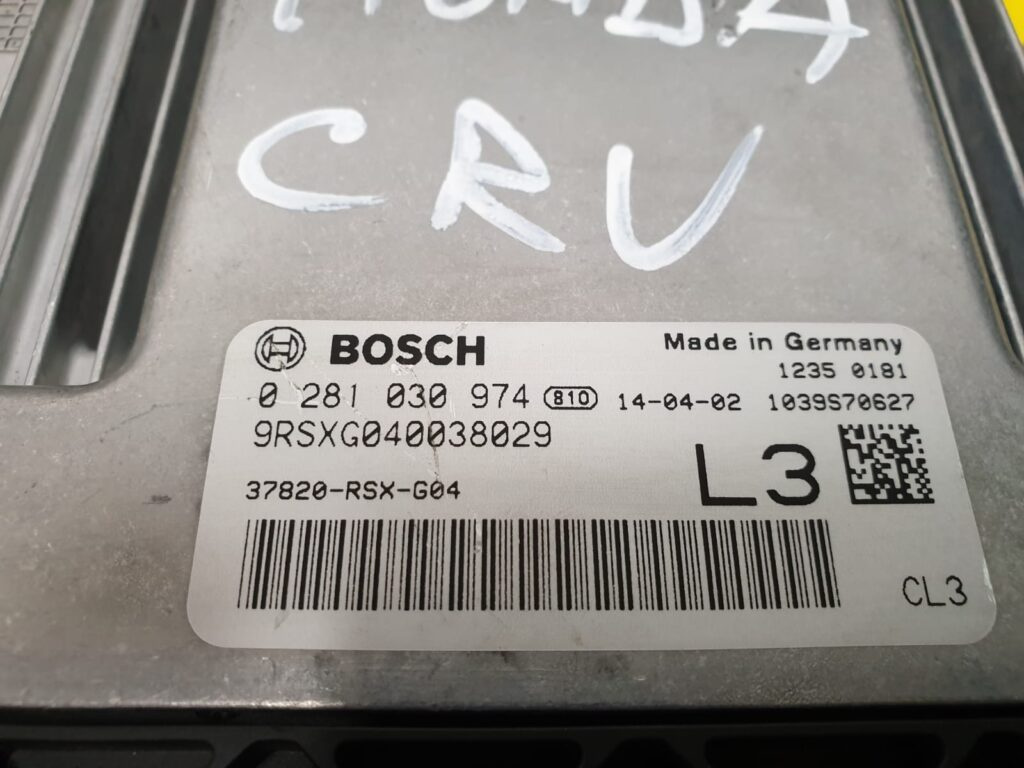 HONDA
CRV
BOSCH
Made in Germany
1235 0181
0 281 030 974 810 14-04-02 1039S70627
9RSXG040038029
L3
37820-RSX-G04
CL3